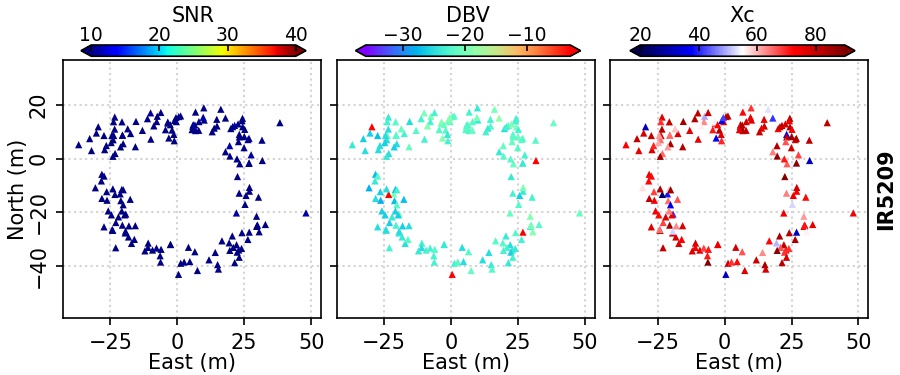 SNR DBV Xc
10 20 30 40 −30 −20 −10 20 40 60 80
20
0
−20
−40
North (m)
IR5209
−25 0 25 50 −25 0 25 50 −25 0 25 50
East (m) East (m) East (m)